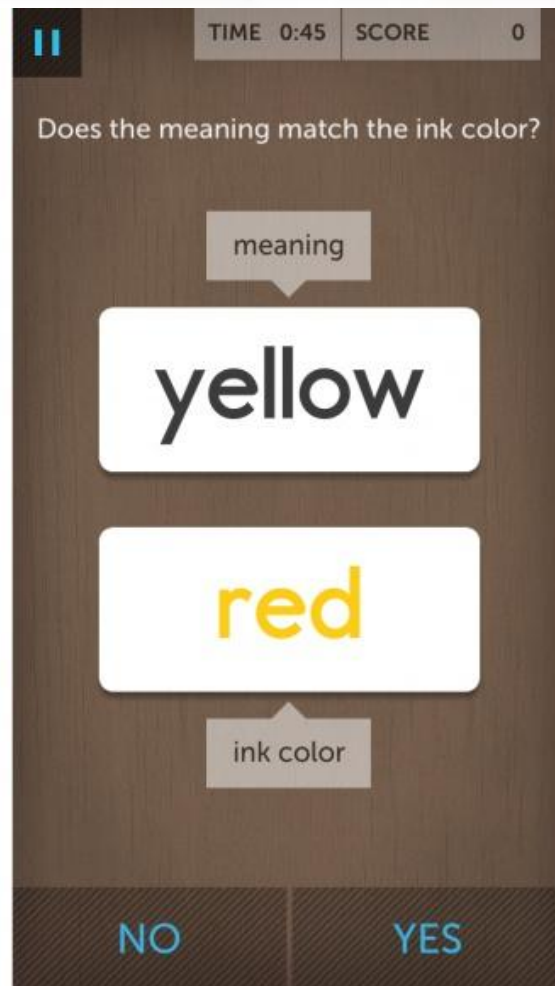 TIME 0:45 SCORE 0
Does the meaning match the ink color?
meaning
yellow
red
ink color
NO YES